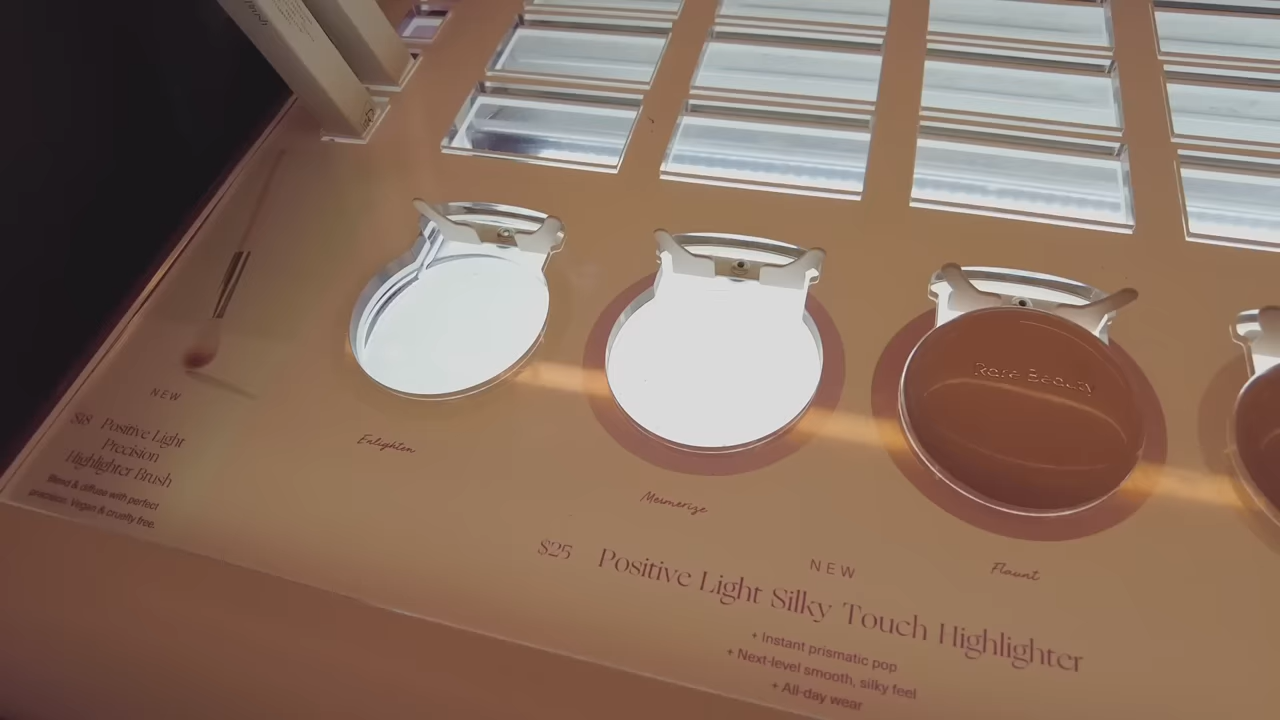 NEW
$18 Positive Light
Precision
Highlighter Brush
Blend & diffuse with perfect
precision. Vegan & cruelty free.
Enlighten
Mesmerize
Rare Beauty
Flaunt
NEW
$25 Positive Light Silky Touch Highlighter
+ Instant prismatic pop
+ Next-level smooth, silky feel
+ All-day wear